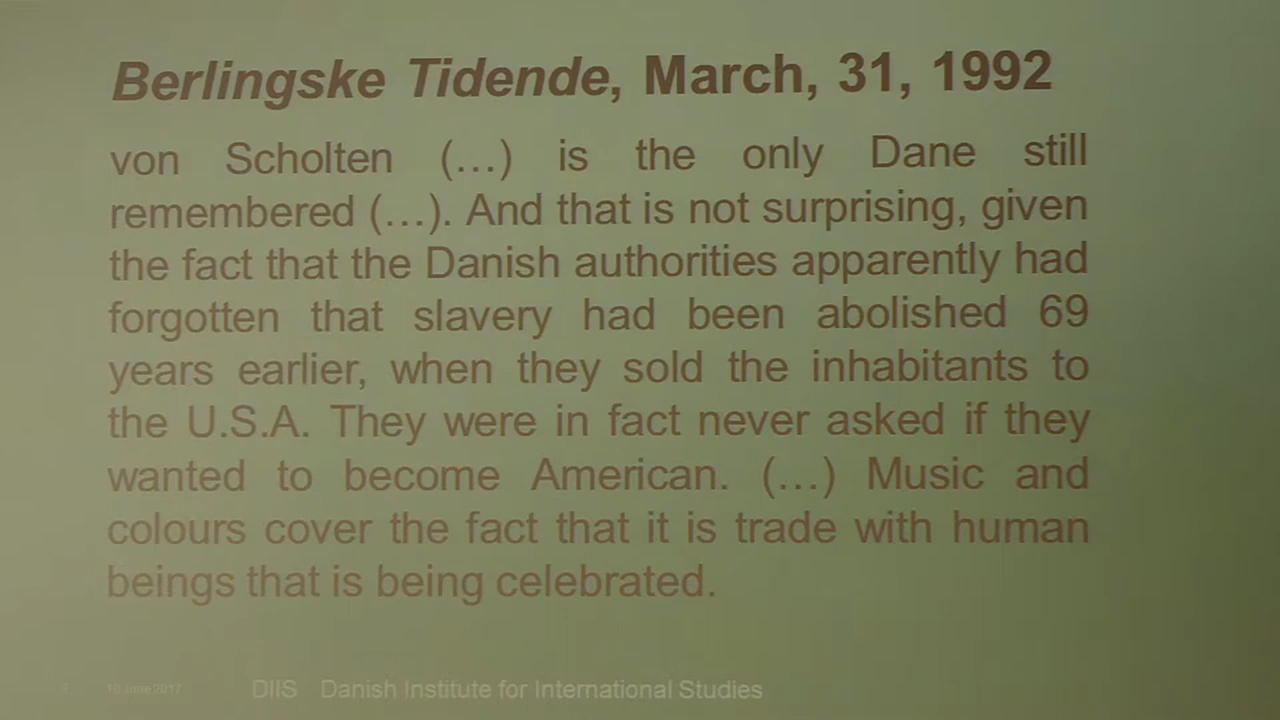 Berlingske Tidende, March, 31, 1992
von Scholten (…) is the only Dane still
remembered (…). And that is not surprising, given
the fact that the Danish authorities apparently had
forgotten that slavery had been abolished 69
years earlier, when they sold the inhabitants to
the U.S.A. They were in fact never asked if they
wanted to become American. (…) Music and
colours cover the fact that it is trade with human
beings that is being celebrated.
June 2017 DIIS Danish Institute for International Studies